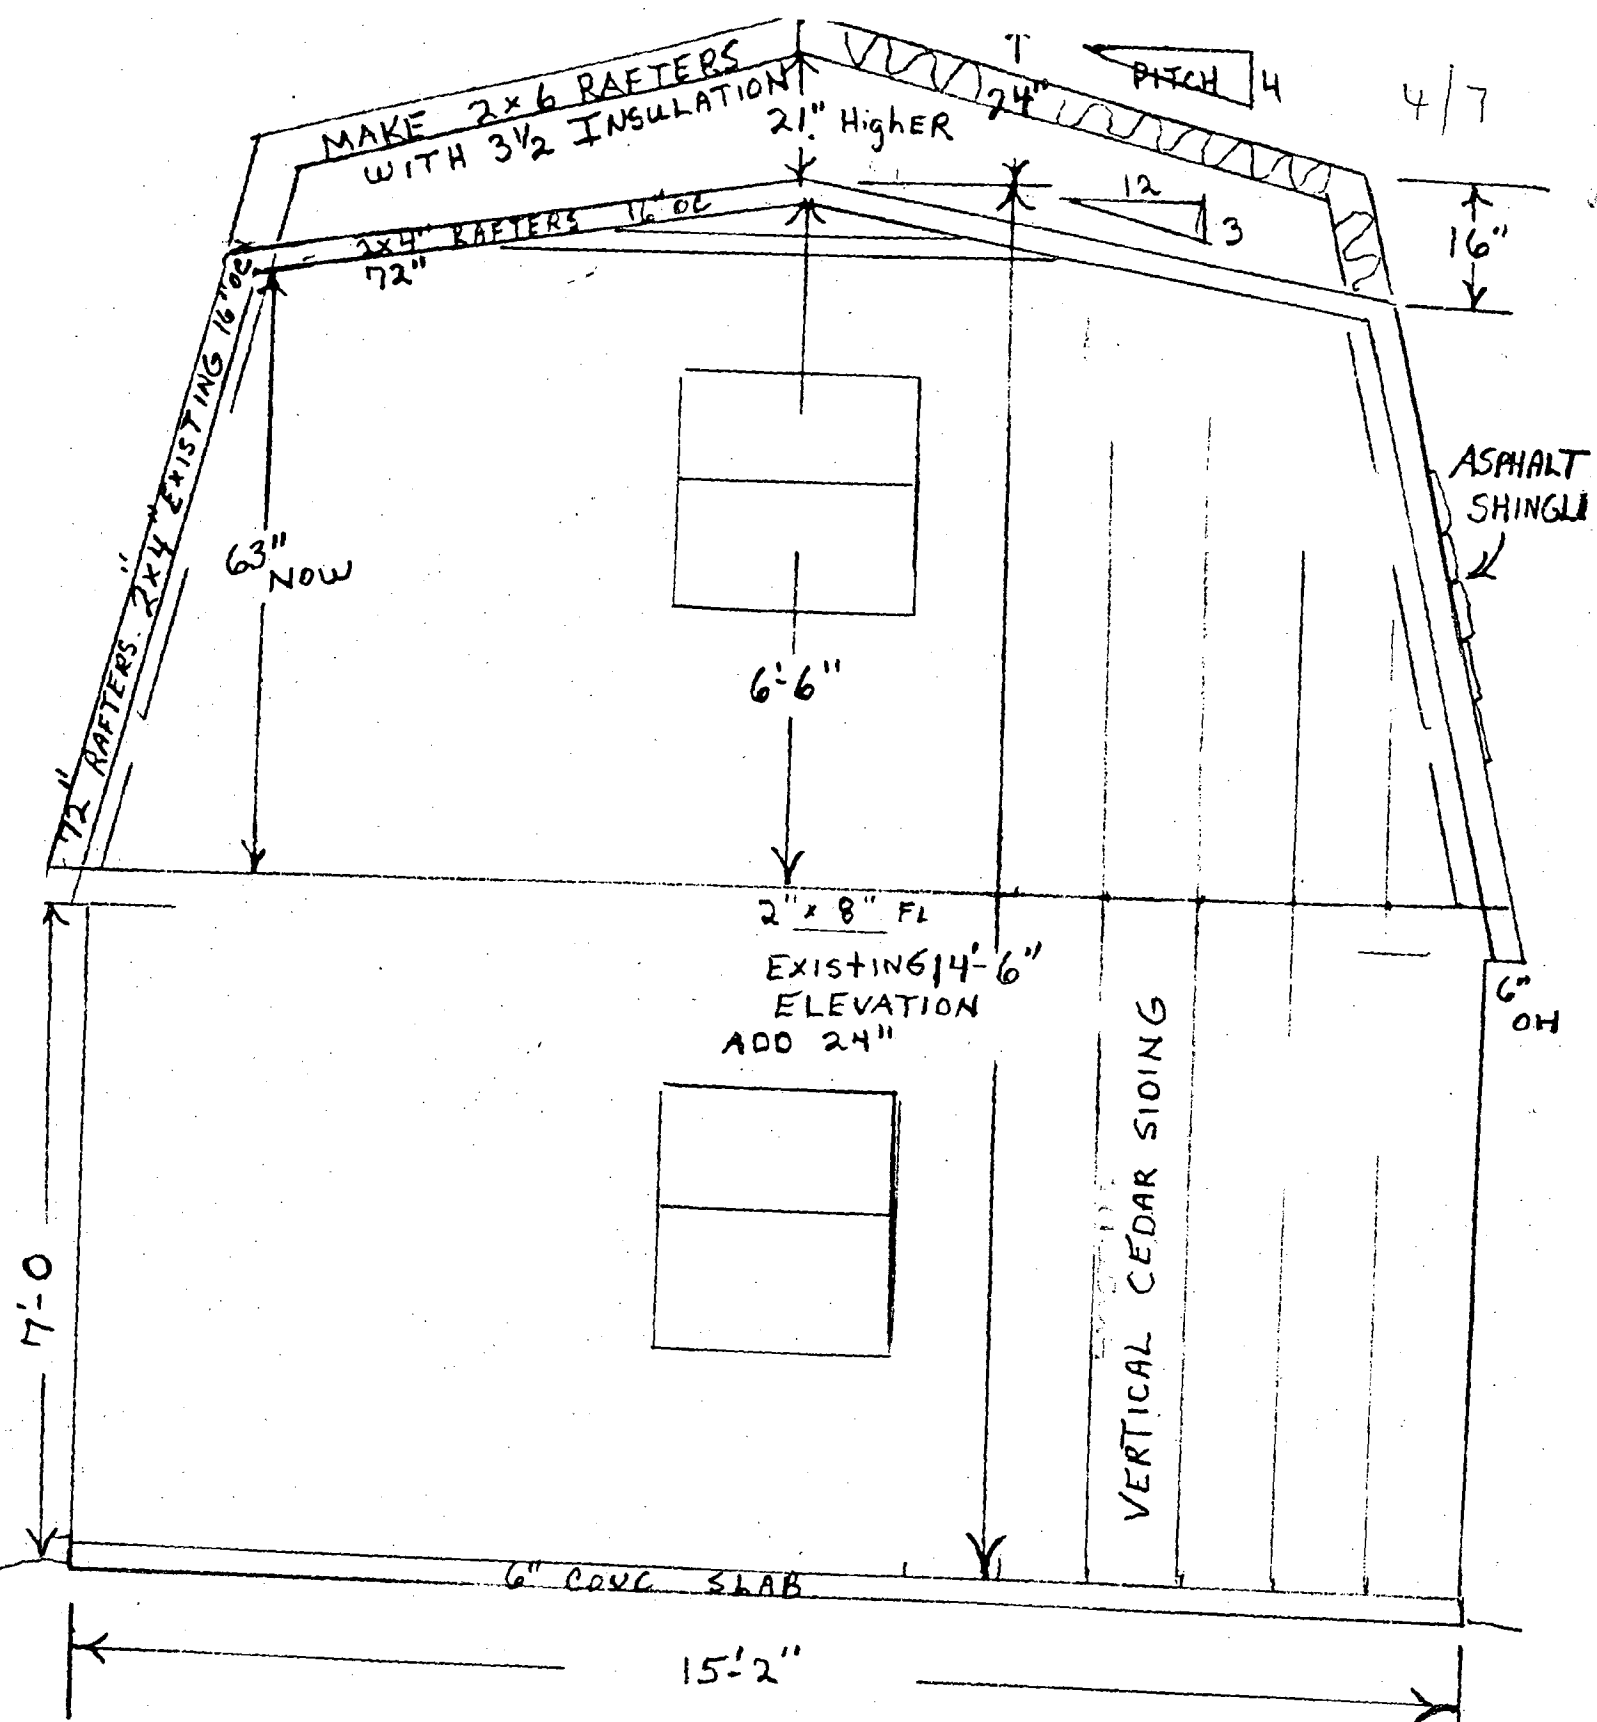 MAKE 2x6 RAFTERS
WITH 3½ INSULATION
21" HigheR
24"
PITCH 4
4/7
12
3
16"
2x4" RAFTERS 16" OC
72"
72" RAFTERS. 2x4" EXISTING 16" OC
63"
NOW
6'-6"
ASPHALT
SHINGL
2" x 8" FL
EXISTING 14'-6"
ELEVATION
ADD 24"
6"
OH
VERTICAL CEDAR SIDING
7'-0
6" CONC SLAB
15'-2"